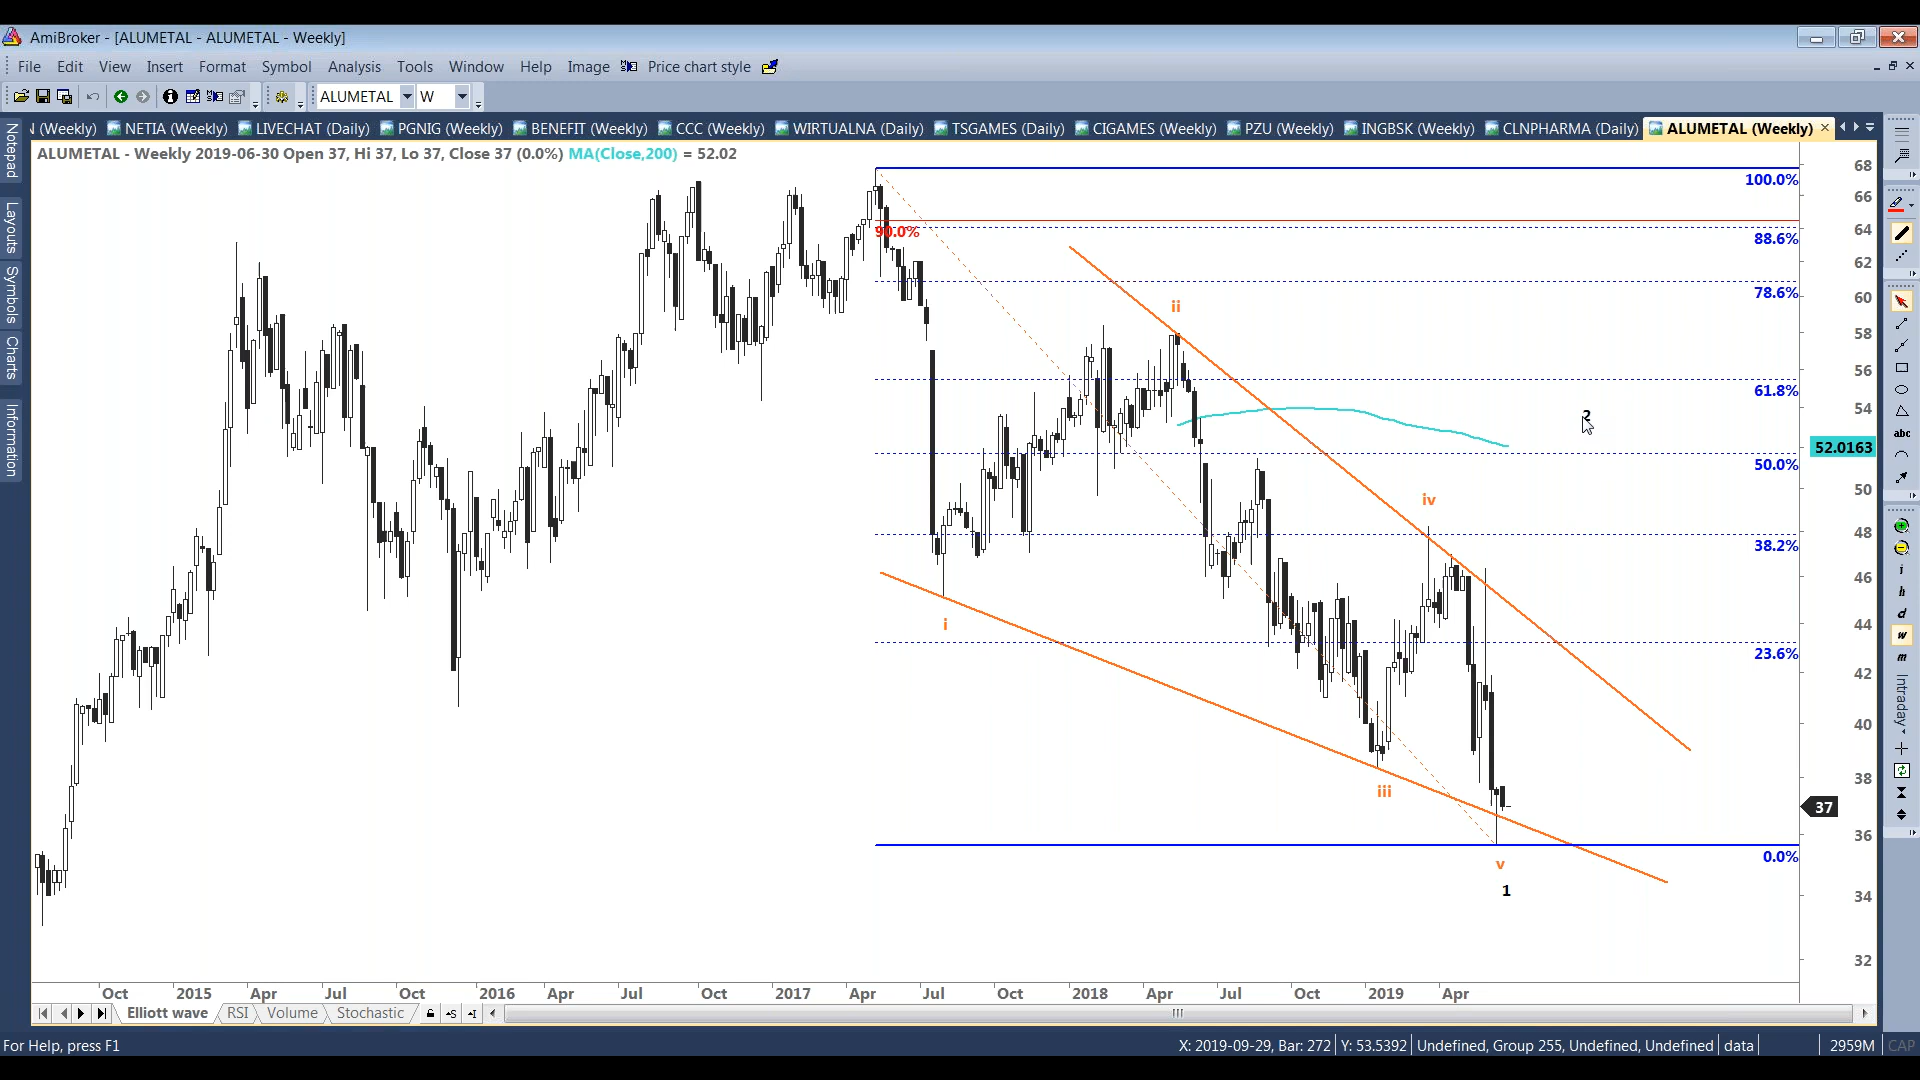 AmiBroker - [ALUMETAL - ALUMETAL - Weekly]
File Edit View Insert Format Symbol Analysis Tools Window Help Image Price chart style
ALUMETAL W
N (Weekly) NETIA (Weekly) LIVECHAT (Daily) PGNIG (Weekly) BENEFIT (Weekly) CCC (Weekly) WIRTUALNA (Daily) TSGAMES (Daily) CIGAMES (Weekly) PZU (Weekly) INGBSK (Weekly) CLNPHARMA (Daily) ALUMETAL (Weekly)
ALUMETAL - Weekly 2019-06-30 Open 37, Hi 37, Lo 37, Close 37 (0.0%) MA(Close,200) = 52.02
Notepad
Layouts
Symbols
Charts
Information
100.0%
90.0%
88.6%
78.6%
61.8%
50.0%
38.2%
23.6%
0.0%
ii
2
iv
i
iii
v
1
68
66
64
62
60
58
56
54
52.0163
50
48
46
44
42
40
38
37
36
34
32
abc
i
h
d
w
m
Intraday
Oct 2015 Apr Jul Oct 2016 Apr Jul Oct 2017 Apr Jul Oct 2018 Apr Jul Oct 2019 Apr
Elliott wave RSI Volume Stochastic
For Help, press F1
X: 2019-09-29, Bar: 272 Y: 53.5392 Undefined, Group 255, Undefined, Undefined data 2959M CAP